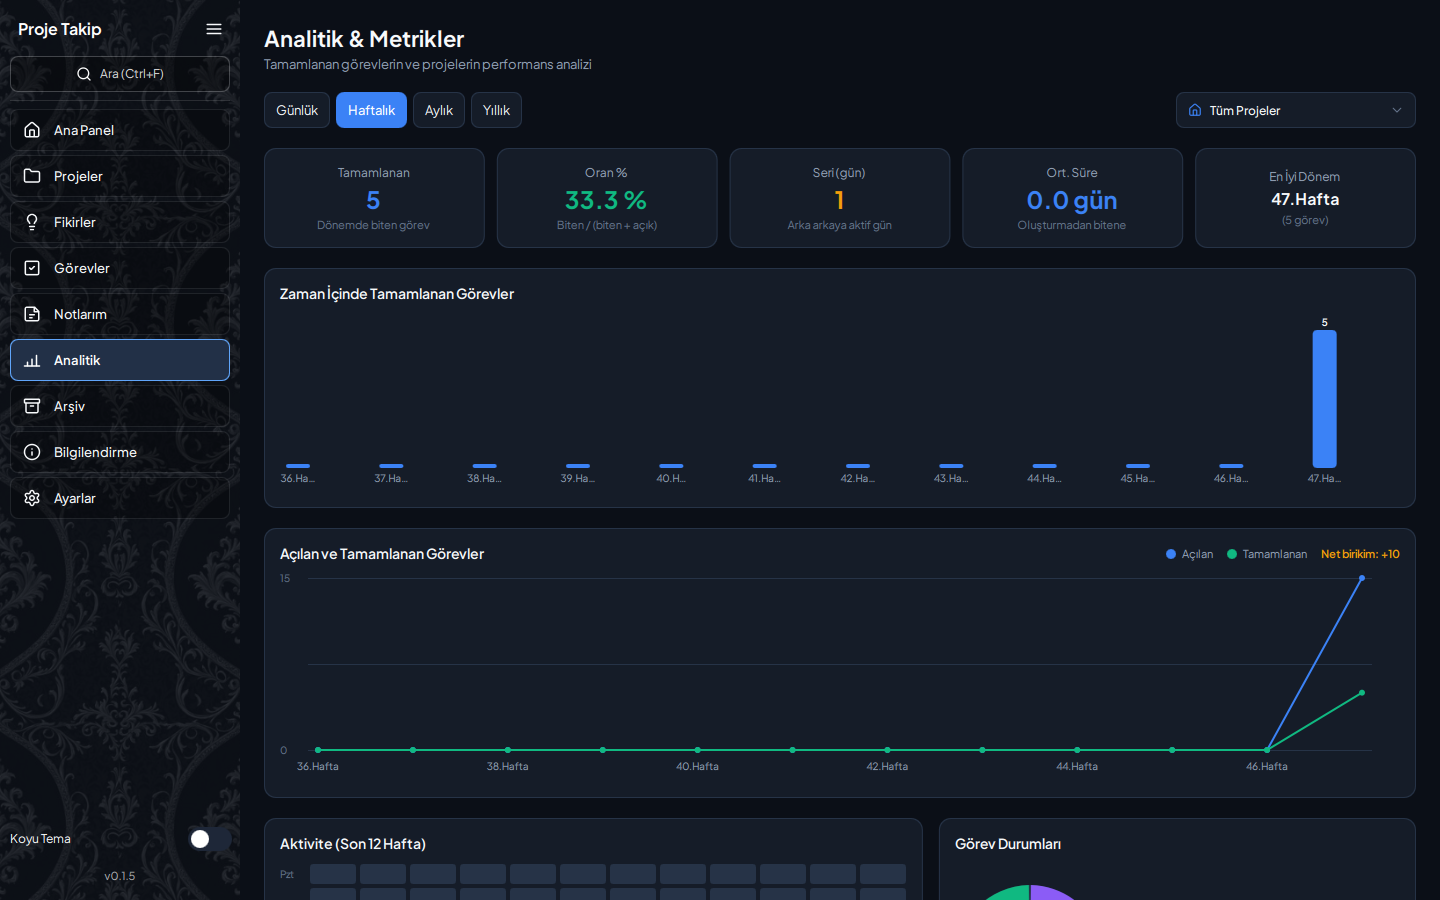 Proje Takip
Ara (Ctrl+F)
Ana Panel
Projeler
Fikirler
Görevler
Notlarım
Analitik
Arşiv
Bilgilendirme
Ayarlar
Koyu Tema
v0.1.5
Analitik & Metrikler
Tamamlanan görevlerin ve projelerin performans analizi
Günlük
Haftalık
Aylık
Yıllık
Tüm Projeler
Tamamlanan
5
Dönemde biten görev
Oran %
33.3 %
Biten / (biten + açık)
Seri (gün)
1
Arka arkaya aktif gün
Ort. Süre
0.0 gün
Oluşturmadan bitene
En İyi Dönem
47.Hafta
(5 görev)
Zaman İçinde Tamamlanan Görevler
5
36.Ha...
37.Ha...
38.Ha...
39.Ha...
40.H...
41.Ha...
42.Ha...
43.Ha...
44.Ha...
45.Ha...
46.Ha...
47.Ha...
Açılan ve Tamamlanan Görevler
Açılan
Tamamlanan
Net birikim: +10
15
0
36.Hafta
38.Hafta
40.Hafta
42.Hafta
44.Hafta
46.Hafta
Aktivite (Son 12 Hafta)
Pzt
Görev Durumları